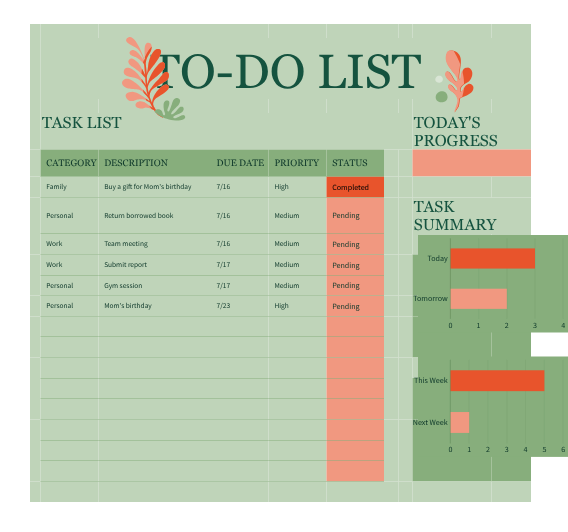 TO-DO LIST
TASK LIST
TODAY'S
PROGRESS
CATEGORY DESCRIPTION DUE DATE PRIORITY STATUS
Family Buy a gift for Mom's birthday 7/16 High Completed
Personal Return borrowed book 7/16 Medium Pending
Work Team meeting 7/16 Medium Pending
Work Submit report 7/17 Medium Pending
Personal Gym session 7/17 Medium Pending
Personal Mom's birthday 7/23 High Pending
TASK
SUMMARY
Today
Tomorrow
0 1 2 3 4
This Week
Next Week
0 1 2 3 4 5 6